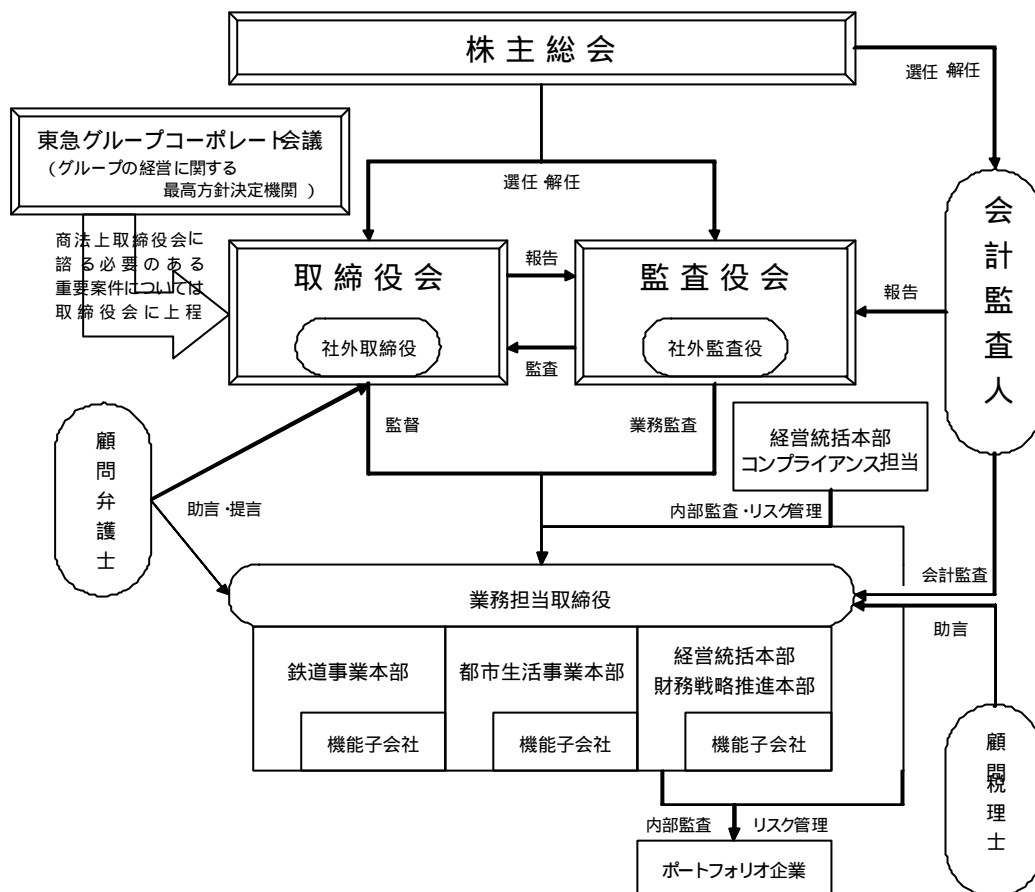 株主総会
選任・解任
東急グループコーポレート会議
(グループの経営に関する
最高方針決定機関)
選任・解任
会計監査人
商法上取締役会に
諮る必要のある
重要案件については
取締役会に上程
取締役会
報告
監査役会
報告
社外取締役
監査
社外監査役
監督
業務監査
経営統括本部
コンプライアンス担当
顧問弁護士
助言・提言
内部監査・リスク管理
会計監査
業務担当取締役
助言
鉄道事業本部
都市生活事業本部
経営統括本部
財務戦略推進本部
機能子会社
機能子会社
機能子会社
顧問税理士
内部監査
リスク管理
ポートフォリオ企業